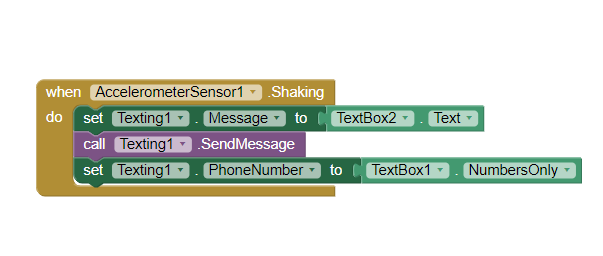 when AccelerometerSensor1 .Shaking
do set Texting1 . Message to TextBox2 . Text
call Texting1 .SendMessage
set Texting1 . PhoneNumber to TextBox1 . NumbersOnly